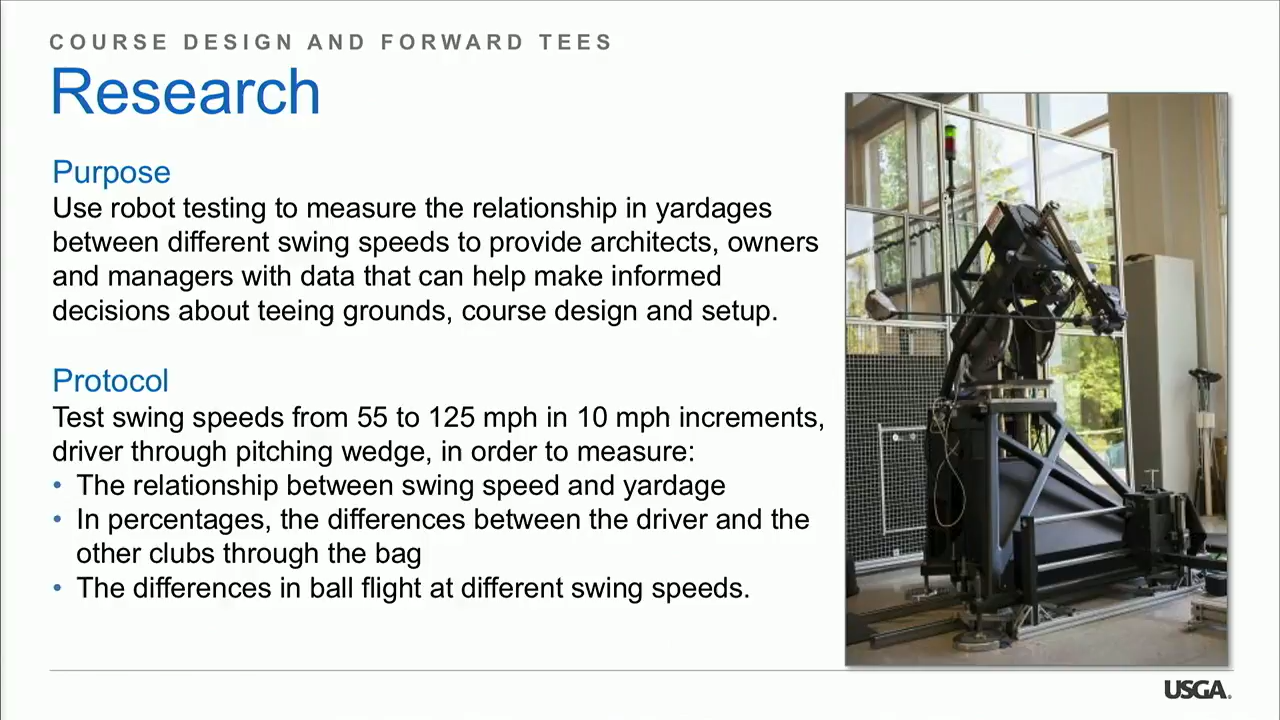 COURSE DESIGN AND FORWARD TEES
Research
Purpose
Use robot testing to measure the relationship in yardages
between different swing speeds to provide architects, owners
and managers with data that can help make informed
decisions about teeing grounds, course design and setup.
Protocol
Test swing speeds from 55 to 125 mph in 10 mph increments,
driver through pitching wedge, in order to measure:
• The relationship between swing speed and yardage
• In percentages, the differences between the driver and the
other clubs through the bag
• The differences in ball flight at different swing speeds.
USGA.